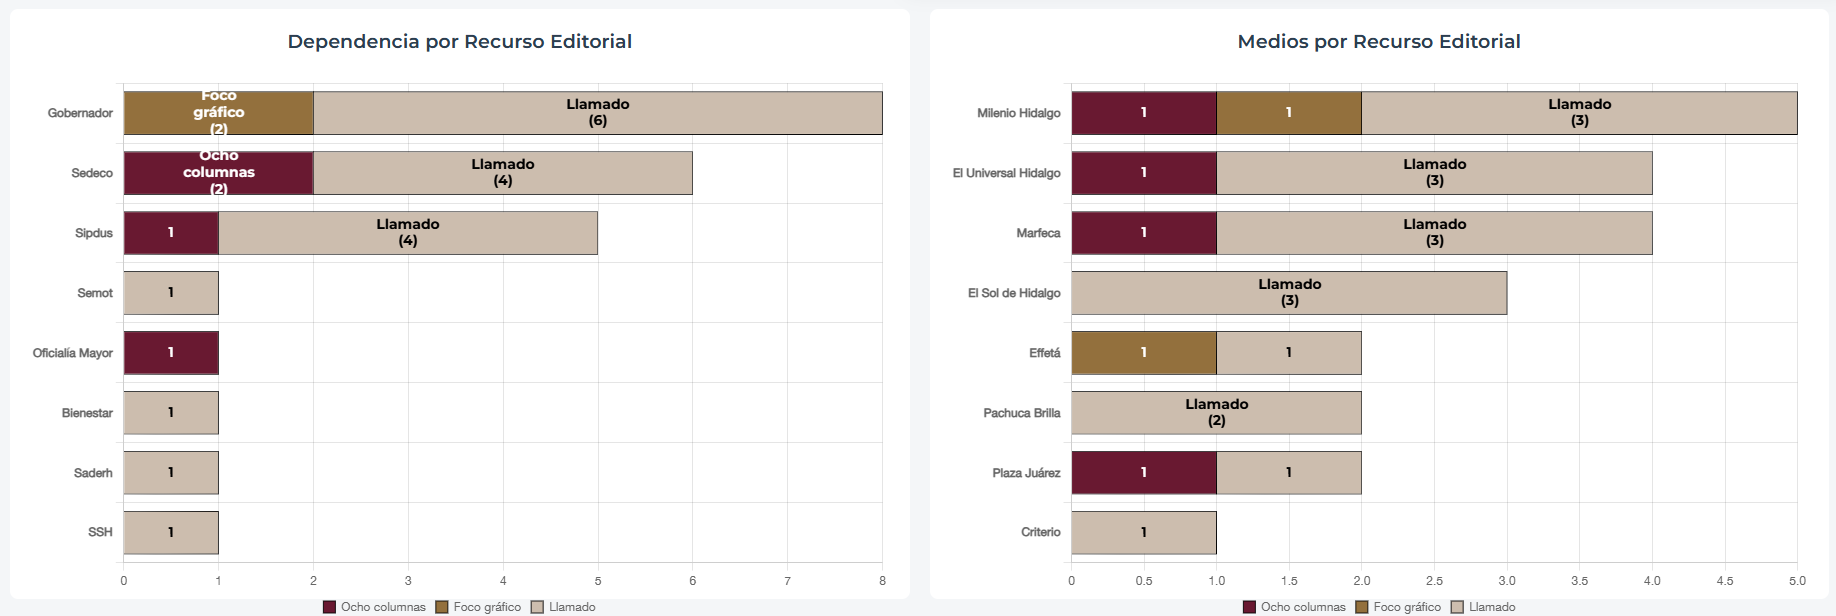 Dependencia por Recurso Editorial
Gobernador
Foco
gráfico
(2)
Llamado
(6)
Sedeco
Ocho
columnas
(2)
Llamado
(4)
Sipdus
1
Llamado
(4)
Semot
1
Oficialía Mayor
1
Bienestar
1
Saderh
1
SSH
1
0 1 2 3 4 5 6 7 8
Ocho columnas Foco gráfico Llamado
Medios por Recurso Editorial
Milenio Hidalgo
1
1
Llamado
(3)
El Universal Hidalgo
1
Llamado
(3)
Marfeca
1
Llamado
(3)
El Sol de Hidalgo
Llamado
(3)
Effetá
1
1
Pachuca Brilla
Llamado
(2)
Plaza Juárez
1
1
Criterio
1
0 0.5 1.0 1.5 2.0 2.5 3.0 3.5 4.0 4.5 5.0
Ocho columnas Foco gráfico Llamado